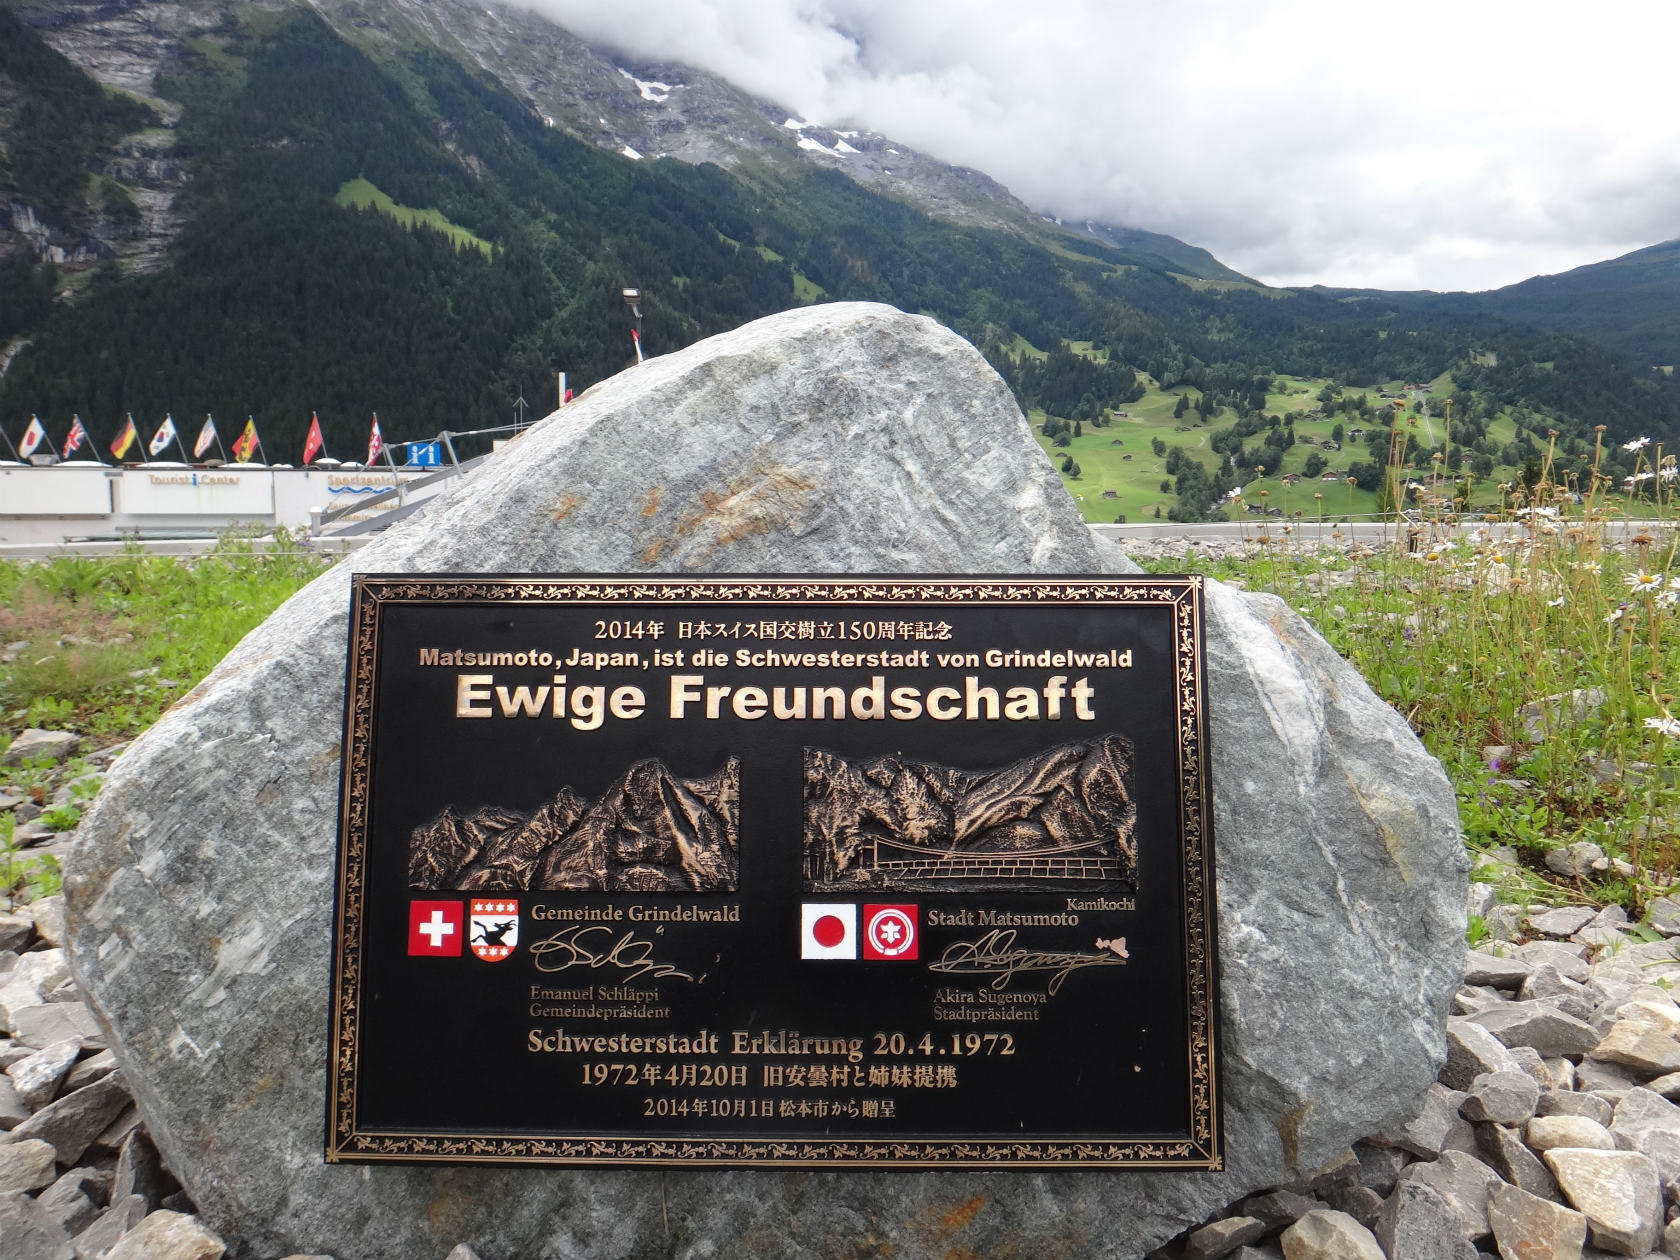 Tourist i Center
Sportzentrum
2014年 日本スイス国交樹立150周年記念
Matsumoto, Japan, ist die Schwesterstadt von Grindelwald
Ewige Freundschaft
Kamikochi
Gemeinde Grindelwald
Stadt Matsumoto
Emanuel Schläppi
Gemeindepräsident
Akira Sugenoya
Stadtpräsident
Schwesterstadt Erklärung 20.4.1972
1972年4月20日 旧安曇村と姉妹提携
2014年10月1日 松本市から贈呈